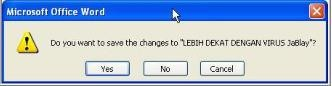 Microsoft Office Word
Do you want to save the changes to "LEBIH DEKAT DENGAN VIRUS JaBlay"?
Yes No Cancel